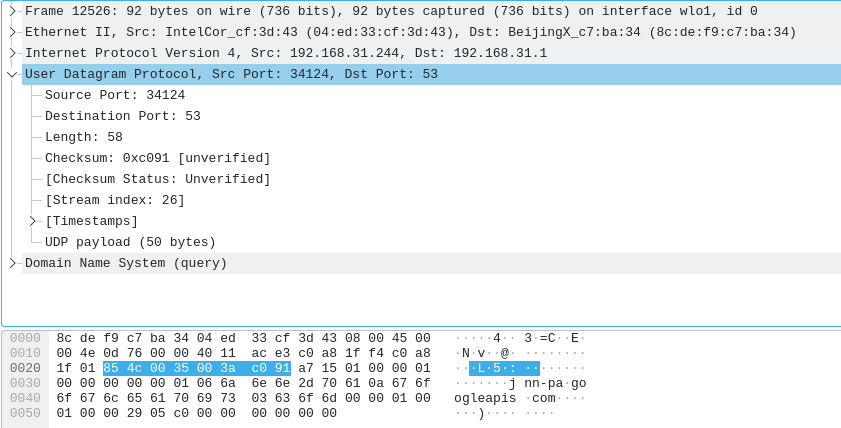 Frame 12526: 92 bytes on wire (736 bits), 92 bytes captured (736 bits) on interface wlo1, id 0
Ethernet II, Src: IntelCor_cf:3d:43 (04:ed:33:cf:3d:43), Dst: BeijingX_c7:ba:34 (8c:de:f9:c7:ba:34)
Internet Protocol Version 4, Src: 192.168.31.244, Dst: 192.168.31.1
User Datagram Protocol, Src Port: 34124, Dst Port: 53
Source Port: 34124
Destination Port: 53
Length: 58
Checksum: 0xc091 [unverified]
[Checksum Status: Unverified]
[Stream index: 26]
[Timestamps]
UDP payload (50 bytes)
Domain Name System (query)
0000 8c de f9 c7 ba 34 04 ed 33 cf 3d 43 08 00 45 00 ·····4··3·=C··E·
0010 00 4e 0d 76 00 00 40 11 ac e3 c0 a8 1f f4 c0 a8 ·N·v··@·········
0020 1f 01 85 4c 00 35 00 3a c0 91 a7 15 01 00 00 01 ···L·5·:········
0030 00 00 00 00 00 01 06 6a 6e 6e 2d 70 61 0a 67 6f ·······jnn-pa·go
0040 6f 67 6c 65 61 70 69 73 03 63 6f 6d 00 00 01 00 ogleapis·com····
0050 01 00 00 29 05 c0 00 00 00 00 00 00 ···)········